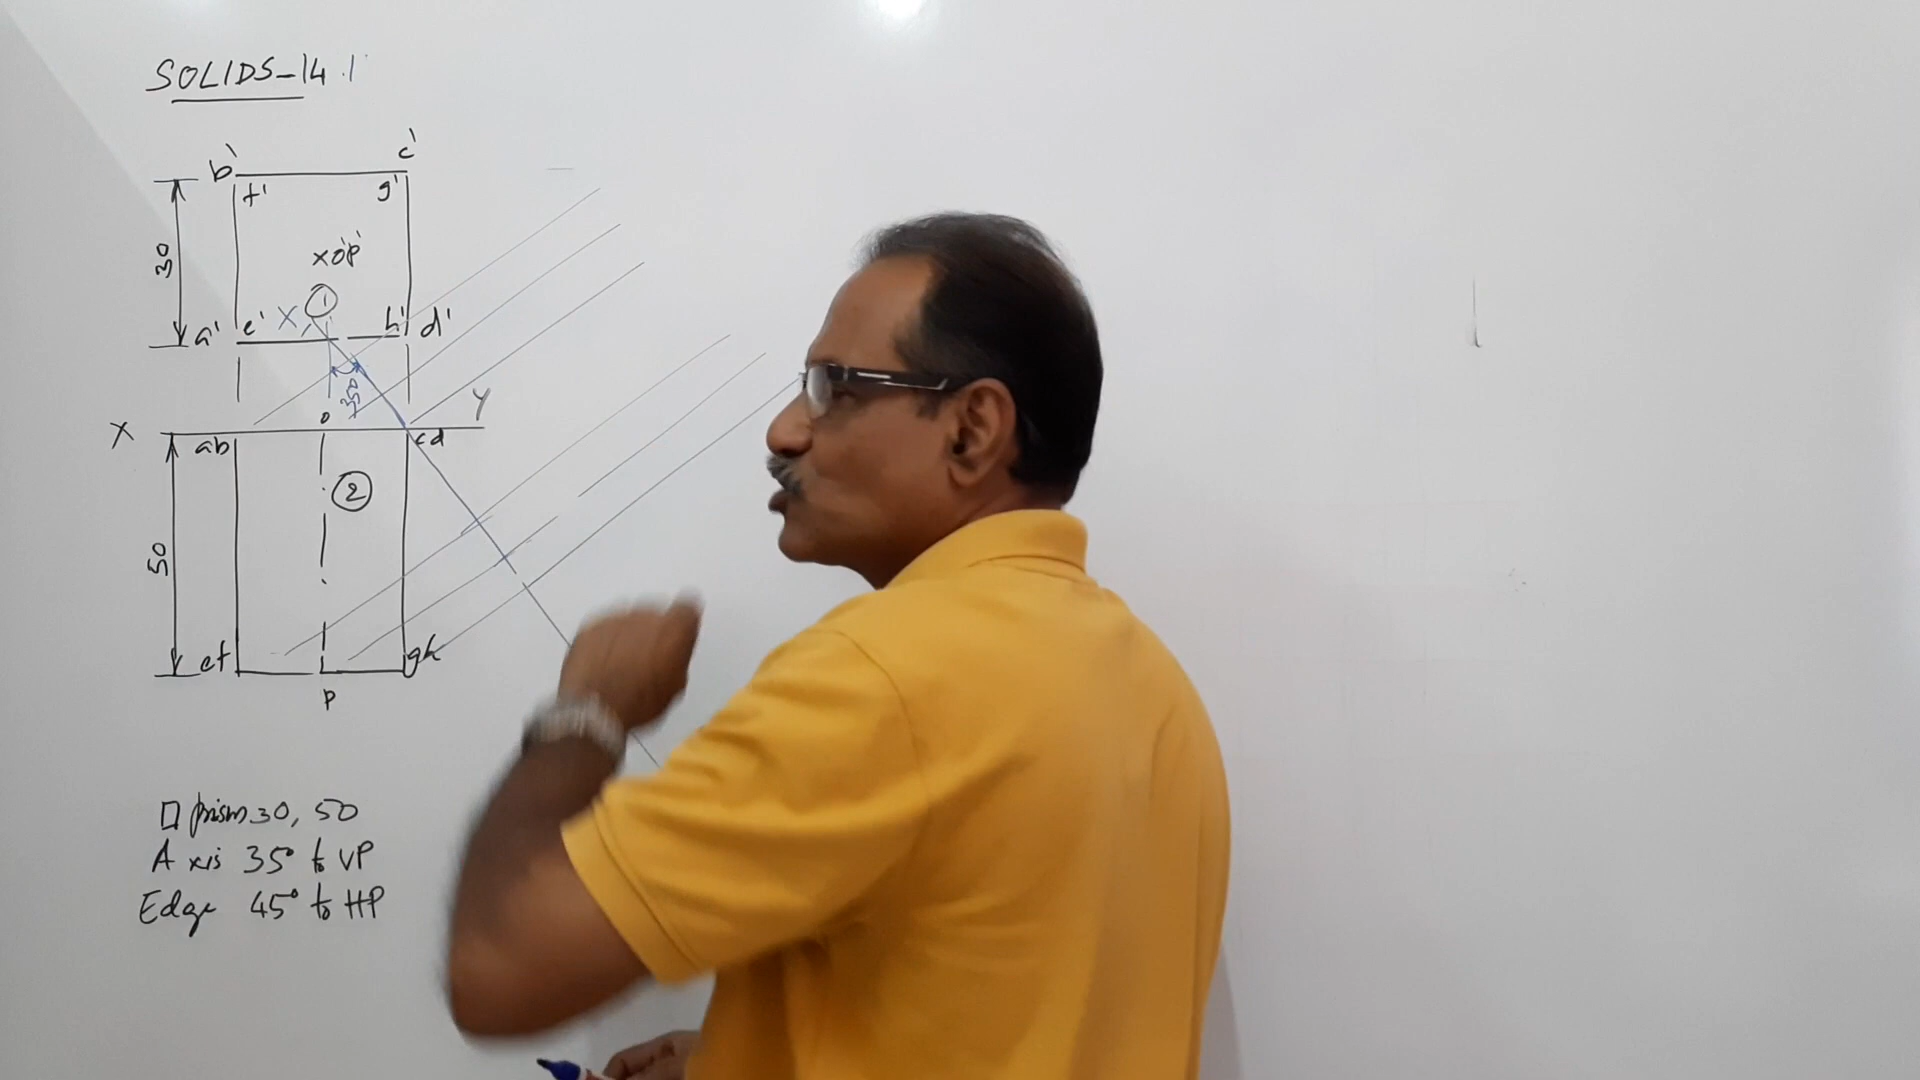 SOLIDS-14.1
b' c'
f' g'
30
x o'p'
1
X
a' e' h' d'
35°
o Y
X
ab cd
2
50
ef gh
p
□ prism 30, 50
Axis 35° to VP
Edge 45° to HP